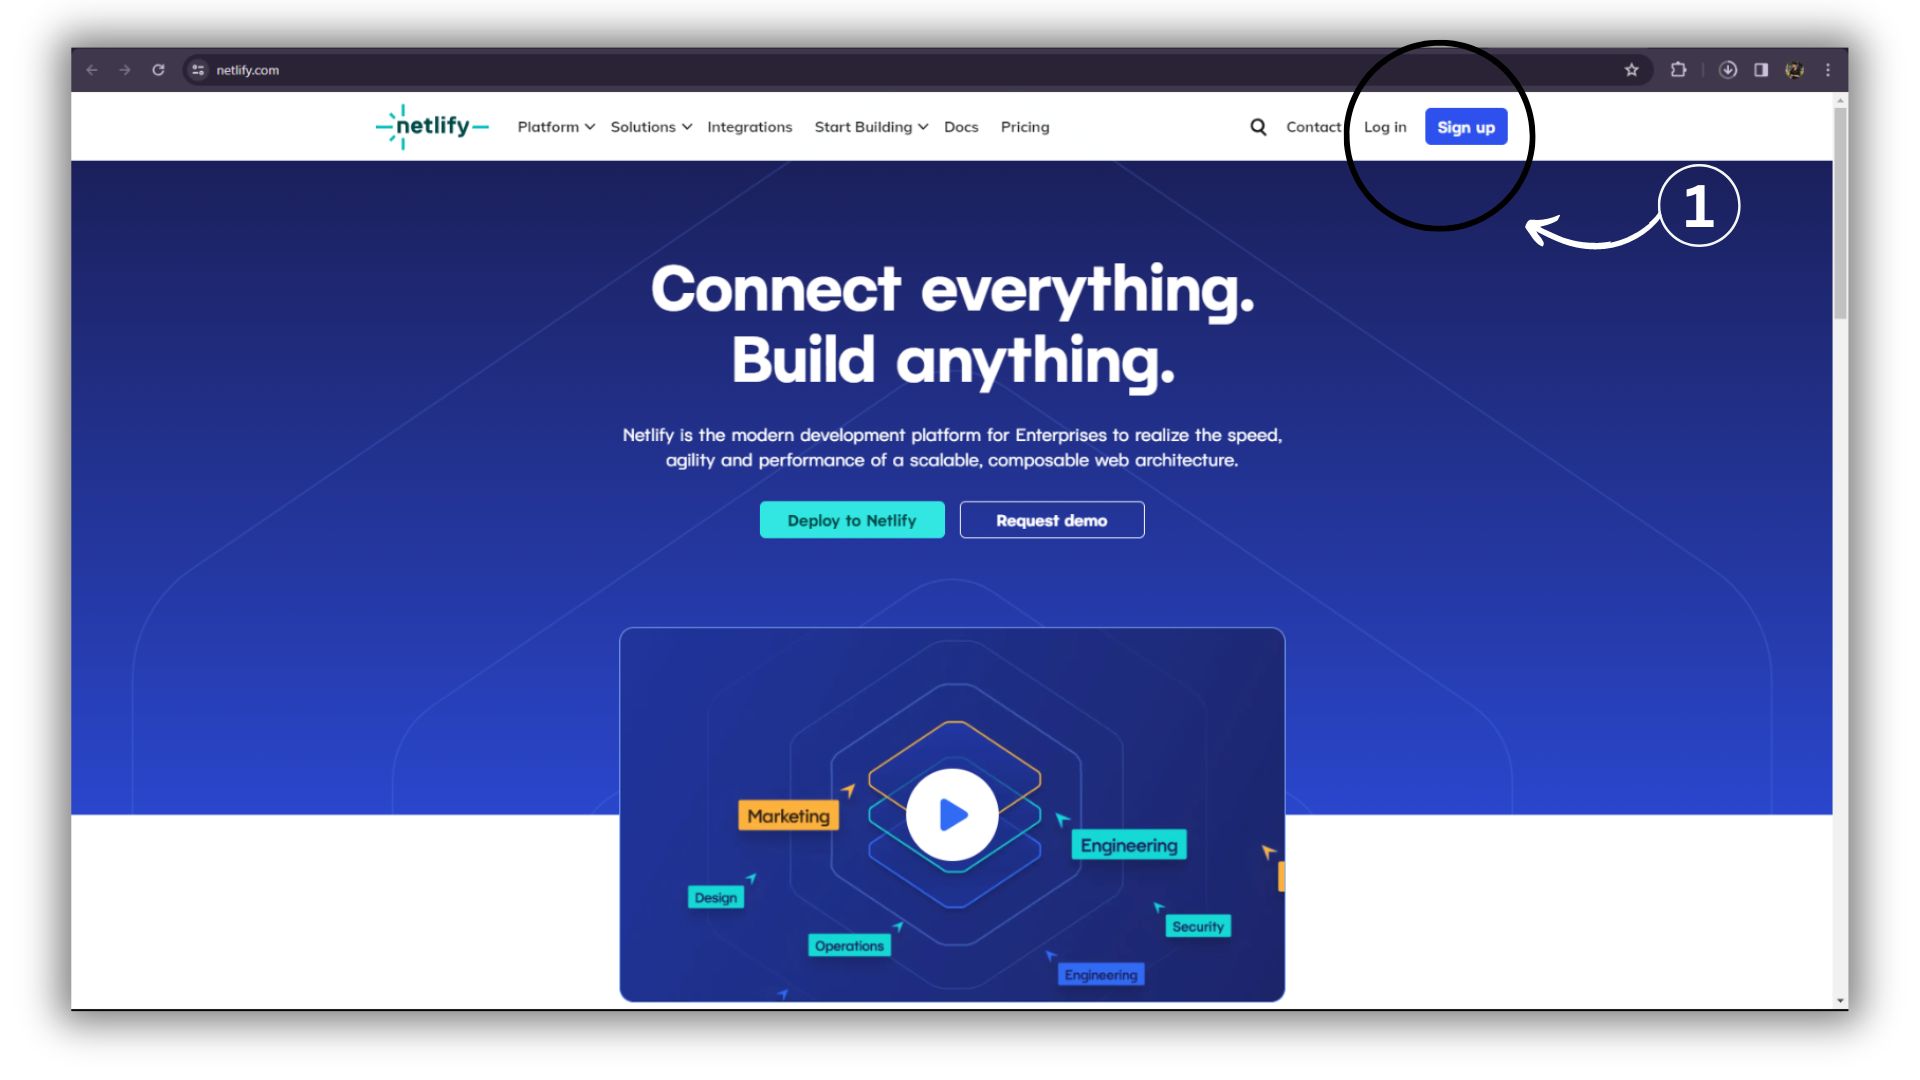 netlify.com
netlify Platform Solutions Integrations Start Building Docs Pricing Contact Log in Sign up
1
Connect everything.
Build anything.
Netlify is the modern development platform for Enterprises to realize the speed,
agility and performance of a scalable, composable web architecture.
Deploy to Netlify Request demo
Marketing
Engineering
Design
Security
Operations
Engineering